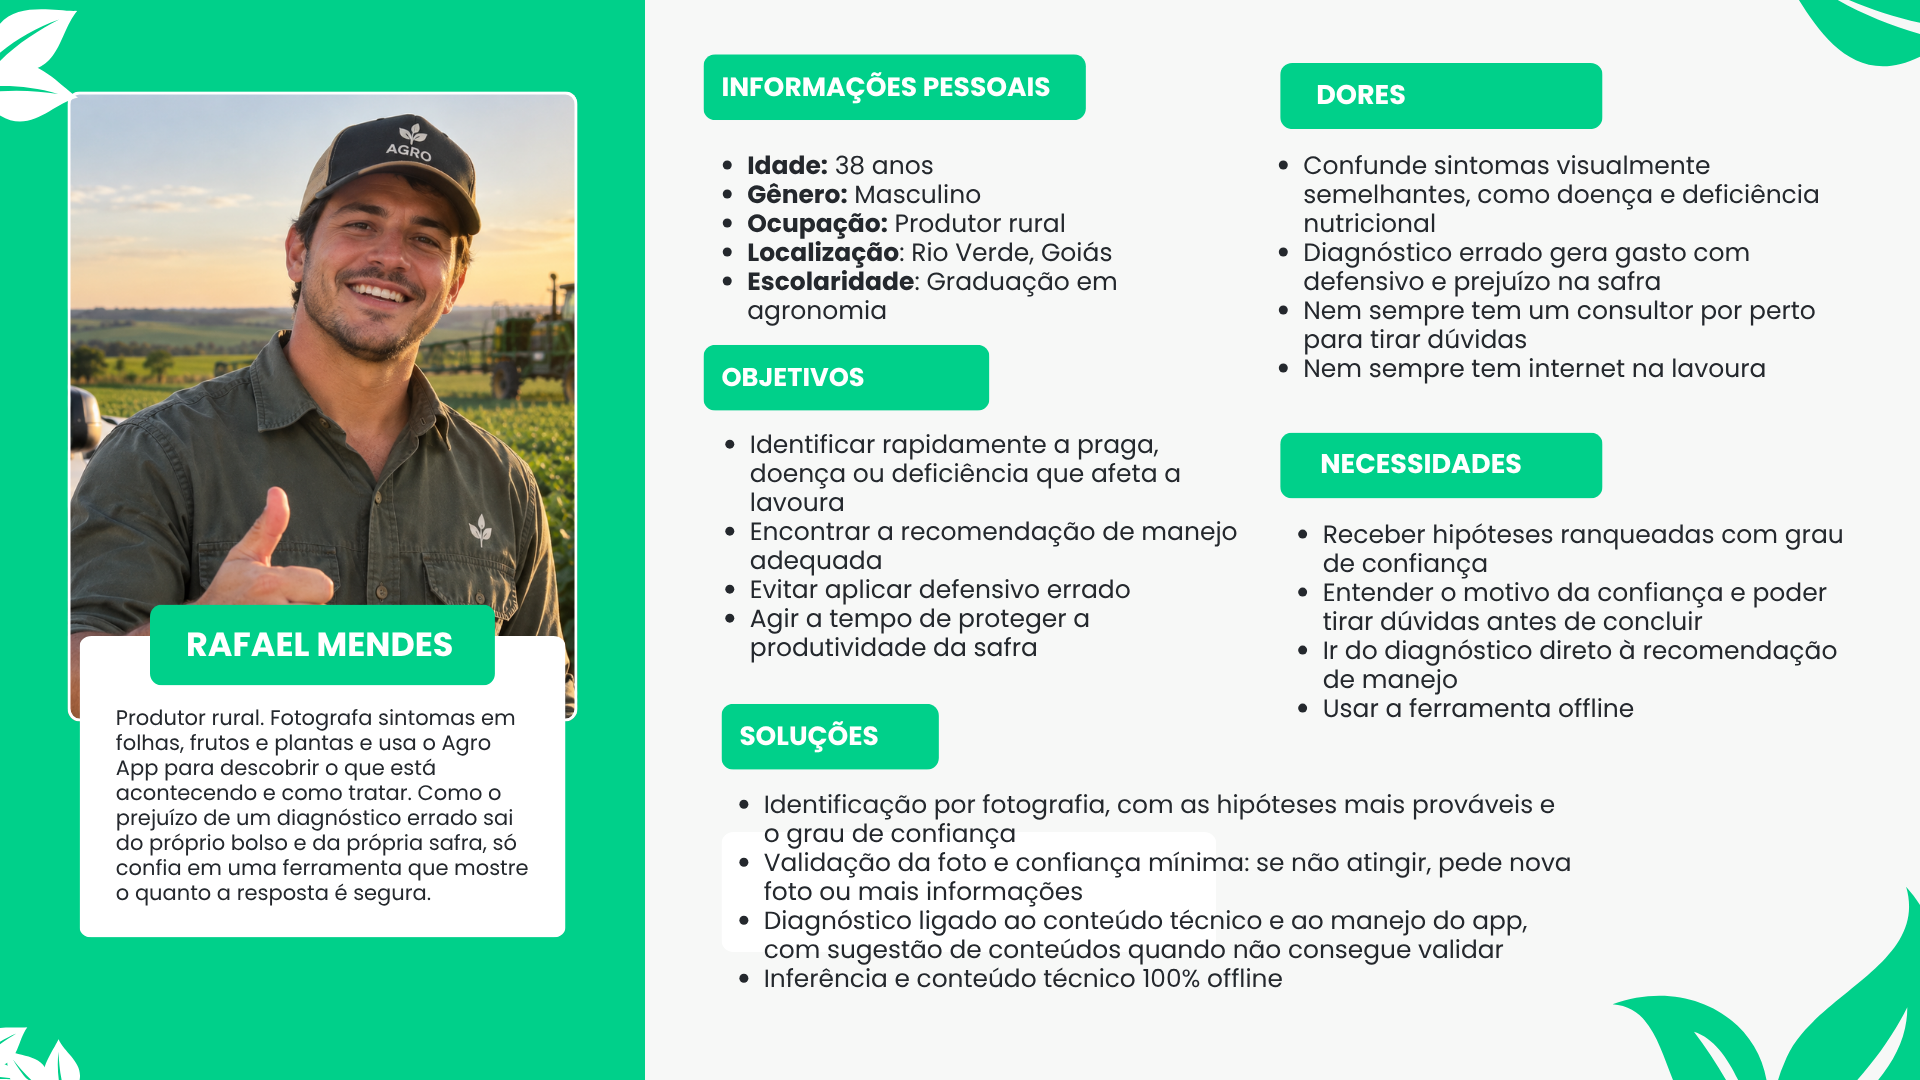 AGRO
RAFAEL MENDES
Produtor rural. Fotografa sintomas em
folhas, frutos e plantas e usa o Agro
App para descobrir o que está
acontecendo e como tratar. Como o
prejuízo de um diagnóstico errado sai
do próprio bolso e da própria safra, só
confia em uma ferramenta que mostre
o quanto a resposta é segura.
INFORMAÇÕES PESSOAIS
• Idade: 38 anos
• Gênero: Masculino
• Ocupação: Produtor rural
• Localização: Rio Verde, Goiás
• Escolaridade: Graduação em
agronomia
OBJETIVOS
• Identificar rapidamente a praga,
doença ou deficiência que afeta a
lavoura
• Encontrar a recomendação de manejo
adequada
• Evitar aplicar defensivo errado
• Agir a tempo de proteger a
produtividade da safra
DORES
• Confunde sintomas visualmente
semelhantes, como doença e deficiência
nutricional
• Diagnóstico errado gera gasto com
defensivo e prejuízo na safra
• Nem sempre tem um consultor por perto
para tirar dúvidas
• Nem sempre tem internet na lavoura
NECESSIDADES
• Receber hipóteses ranqueadas com grau
de confiança
• Entender o motivo da confiança e poder
tirar dúvidas antes de concluir
• Ir do diagnóstico direto à recomendação
de manejo
• Usar a ferramenta offline
SOLUÇÕES
• Identificação por fotografia, com as hipóteses mais prováveis e
o grau de confiança
• Validação da foto e confiança mínima: se não atingir, pede nova
foto ou mais informações
• Diagnóstico ligado ao conteúdo técnico e ao manejo do app,
com sugestão de conteúdos quando não consegue validar
• Inferência e conteúdo técnico 100% offline